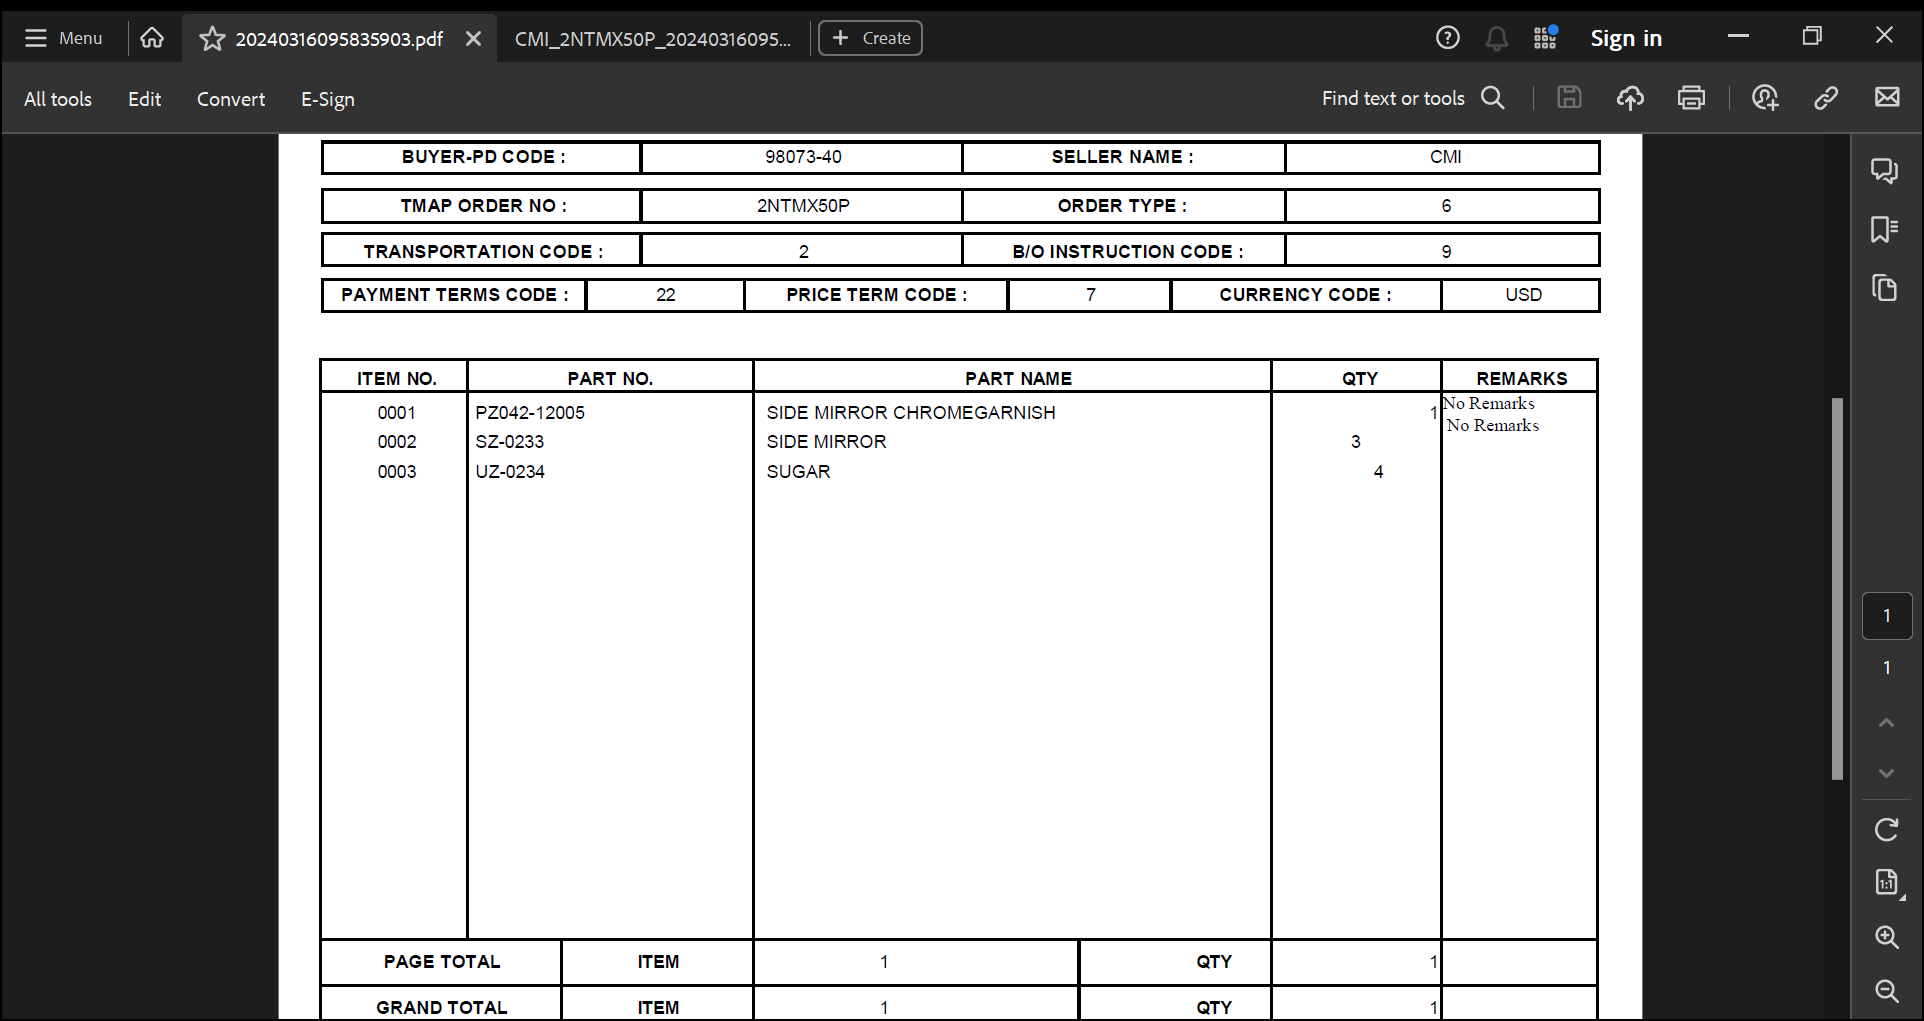 Menu 20240316095835903.pdf CMI_2NTMX50P_20240316095... + Create Sign in
All tools Edit Convert E-Sign Find text or tools
BUYER-PD CODE : 98073-40 SELLER NAME : CMI
TMAP ORDER NO : 2NTMX50P ORDER TYPE : 6
TRANSPORTATION CODE : 2 B/O INSTRUCTION CODE : 9
PAYMENT TERMS CODE : 22 PRICE TERM CODE : 7 CURRENCY CODE : USD
ITEM NO. PART NO. PART NAME QTY REMARKS
0001 PZ042-12005 SIDE MIRROR CHROMEGARNISH 1 No Remarks
No Remarks
0002 SZ-0233 SIDE MIRROR 3
0003 UZ-0234 SUGAR 4
1
1
1:1
PAGE TOTAL ITEM 1 QTY 1
GRAND TOTAL ITEM 1 QTY 1